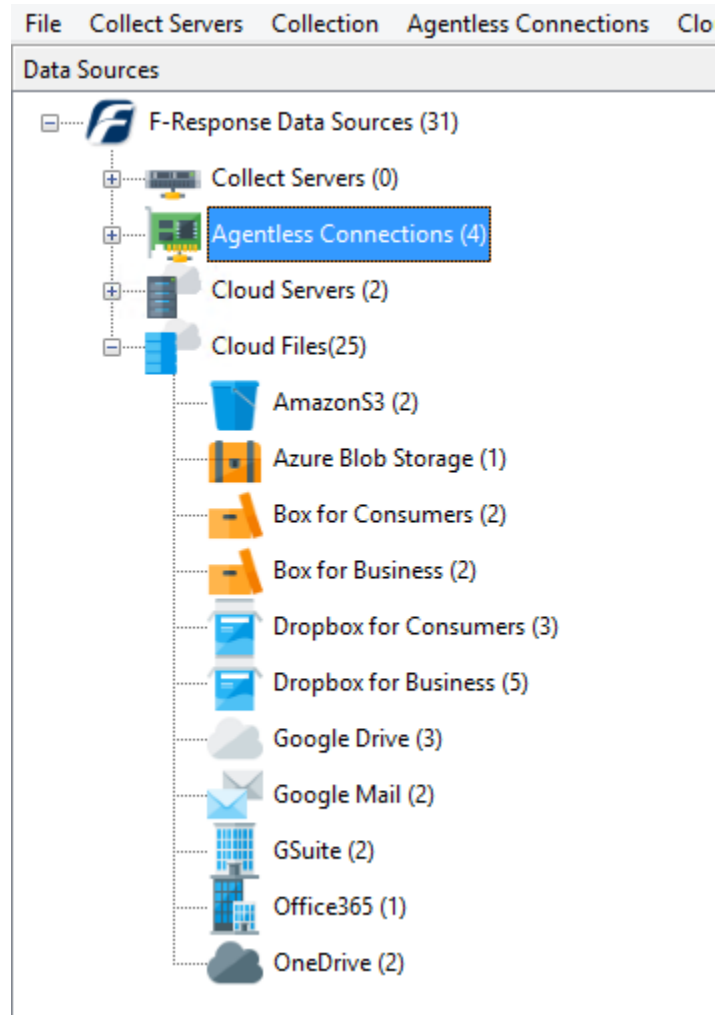 File Collect Servers Collection Agentless Connections Clo
Data Sources
F-Response Data Sources (31)
Collect Servers (0)
Agentless Connections (4)
Cloud Servers (2)
Cloud Files(25)
AmazonS3 (2)
Azure Blob Storage (1)
Box for Consumers (2)
Box for Business (2)
Dropbox for Consumers (3)
Dropbox for Business (5)
Google Drive (3)
Google Mail (2)
GSuite (2)
Office365 (1)
OneDrive (2)